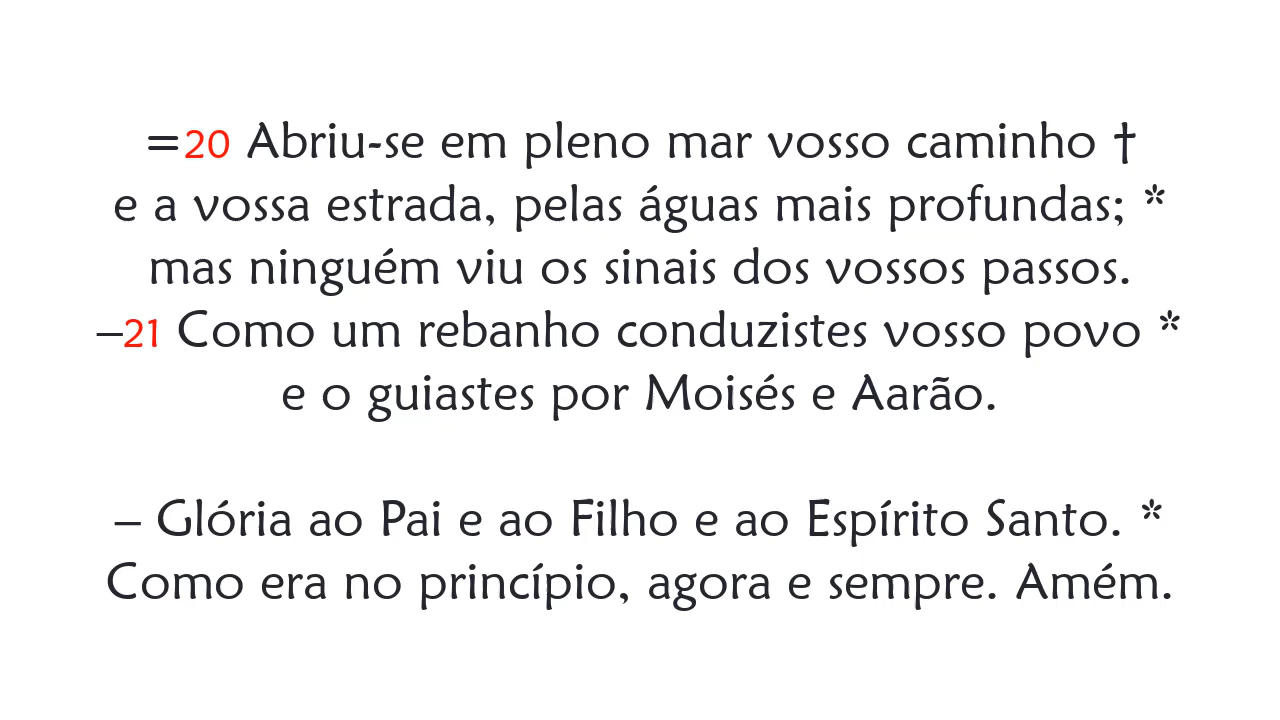 =20 Abriu-se em pleno mar vosso caminho †
e a vossa estrada, pelas águas mais profundas; *
mas ninguém viu os sinais dos vossos passos.
–21 Como um rebanho conduzistes vosso povo *
e o guiastes por Moisés e Aarão.
– Glória ao Pai e ao Filho e ao Espírito Santo. *
Como era no princípio, agora e sempre. Amém.